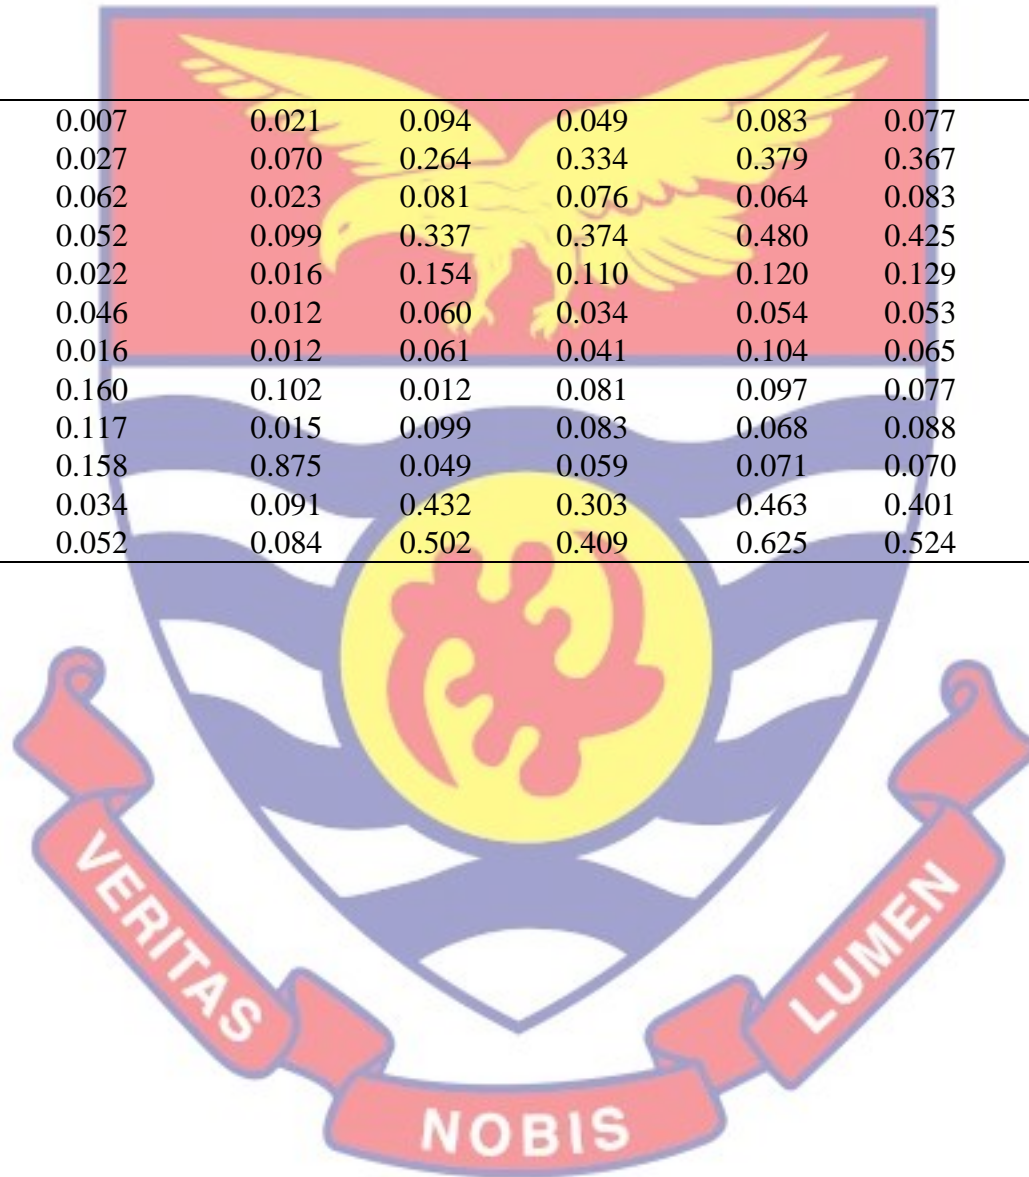 0.007 0.021 0.094 0.049 0.083 0.077
0.027 0.070 0.264 0.334 0.379 0.367
0.062 0.023 0.081 0.076 0.064 0.083
0.052 0.099 0.337 0.374 0.480 0.425
0.022 0.016 0.154 0.110 0.120 0.129
0.046 0.012 0.060 0.034 0.054 0.053
0.016 0.012 0.061 0.041 0.104 0.065
0.160 0.102 0.012 0.081 0.097 0.077
0.117 0.015 0.099 0.083 0.068 0.088
0.158 0.875 0.049 0.059 0.071 0.070
0.034 0.091 0.432 0.303 0.463 0.401
0.052 0.084 0.502 0.409 0.625 0.524
VERITAS
NOBIS
LUMEN